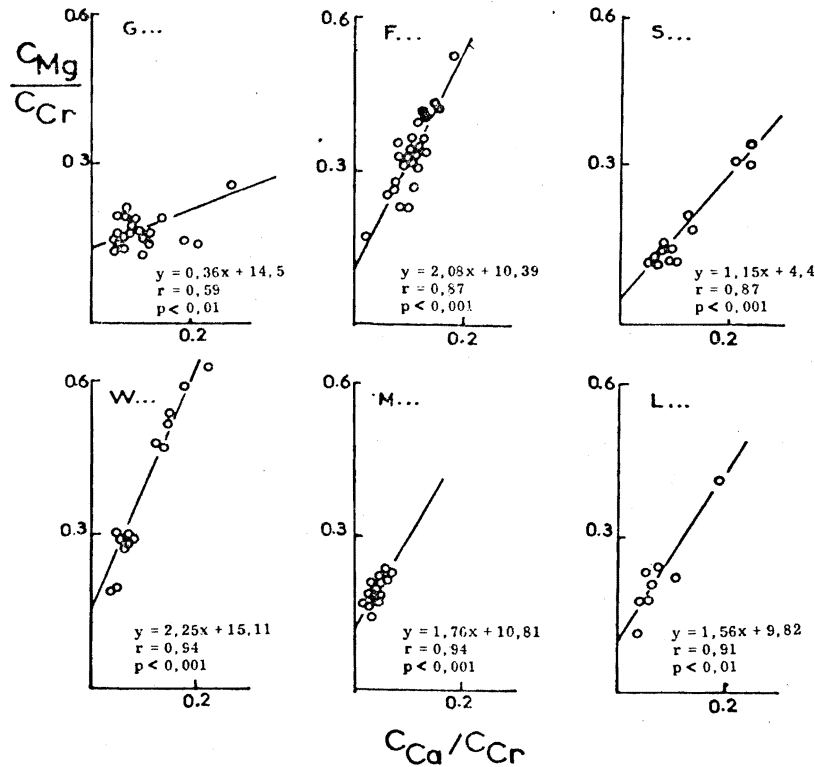 C Mg
C Cr
0.6
G...
0.3
y = 0,36x + 14,5
r = 0,59
p < 0,01
0.2
0.6
F...
0.3
y = 2,08x + 10,39
r = 0,87
p < 0,001
0.2
0.6
S...
0.3
y = 1,15x + 4,4
r = 0,87
p < 0,001
0.2
0.6
W...
0.3
y = 2,25x + 15,11
r = 0,94
p < 0,001
0.2
0.6
M...
0.3
y = 1,76x + 10,81
r = 0,94
p < 0,001
0.2
0.6
L...
0.3
y = 1,56x + 9,82
r = 0,91
p < 0,01
0.2
C Ca / C Cr